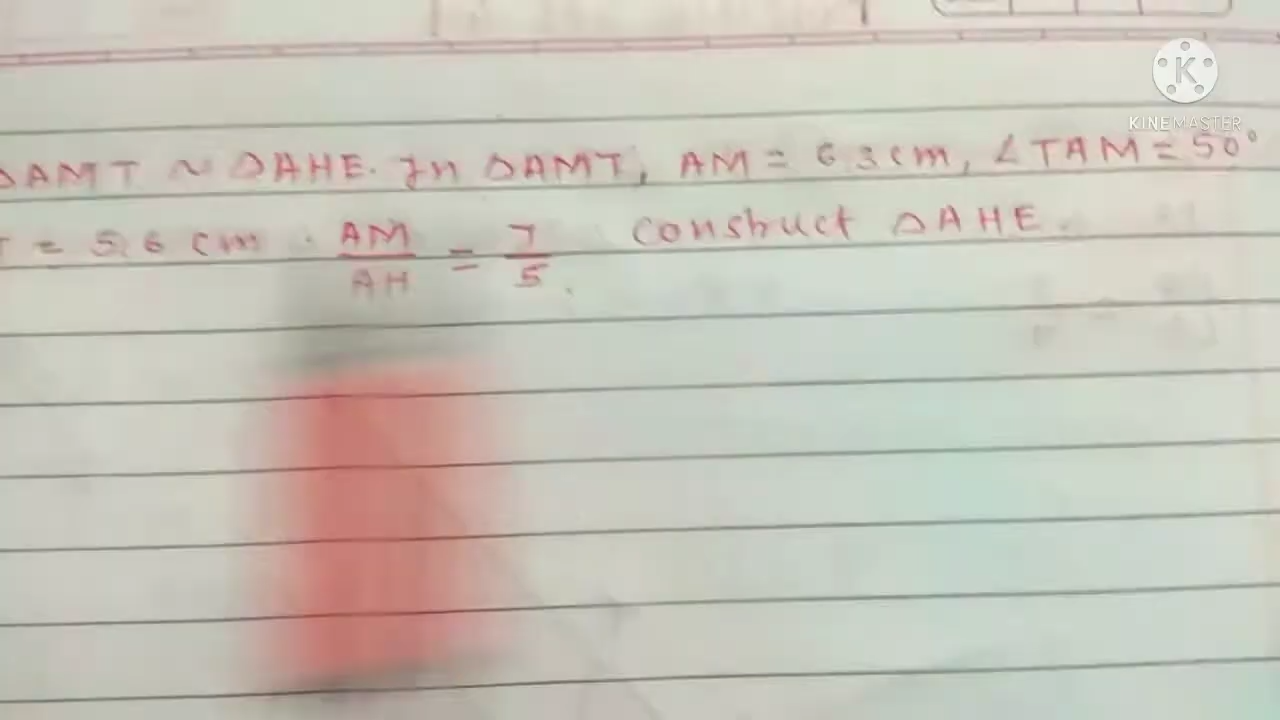 KINEMASTER
△AMT ~ △AHE. In △AMT, AM = 6.3 cm, ∠TAM = 50°
T = 5.6 cm. AM/AH = 7/5. Construct △AHE.